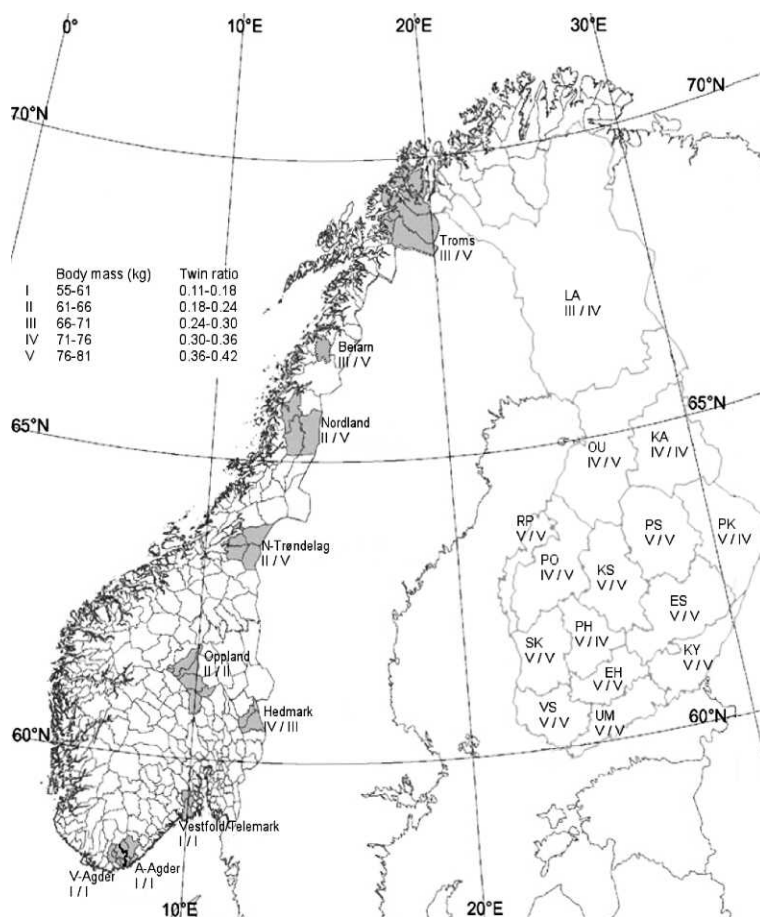 0°
10°E
20°E
30°E
70°N
70°N
Troms
III / V
Body mass (kg) Twin ratio
I 55-61 0.11-0.18
II 61-66 0.18-0.24
III 66-71 0.24-0.30
IV 71-76 0.30-0.36
V 76-81 0.36-0.42
LA
III / IV
Beiarn
III / V
65°N
65°N
Nordland
II / V
OU
IV / V
KA
IV / IV
RP
V / V
PS
V / V
PK
V / IV
N-Trøndelag
II / V
PO
IV / V
KS
V / V
ES
V / V
Oppland
II / II
SK
V / V
PH
V / IV
KY
V / V
EH
V / V
Hedmark
IV / III
VS
V / V
UM
V / V
60°N
60°N
Vestfold/Telemark
I / I
V-Agder
I / I
A-Agder
I / I
10°E
20°E